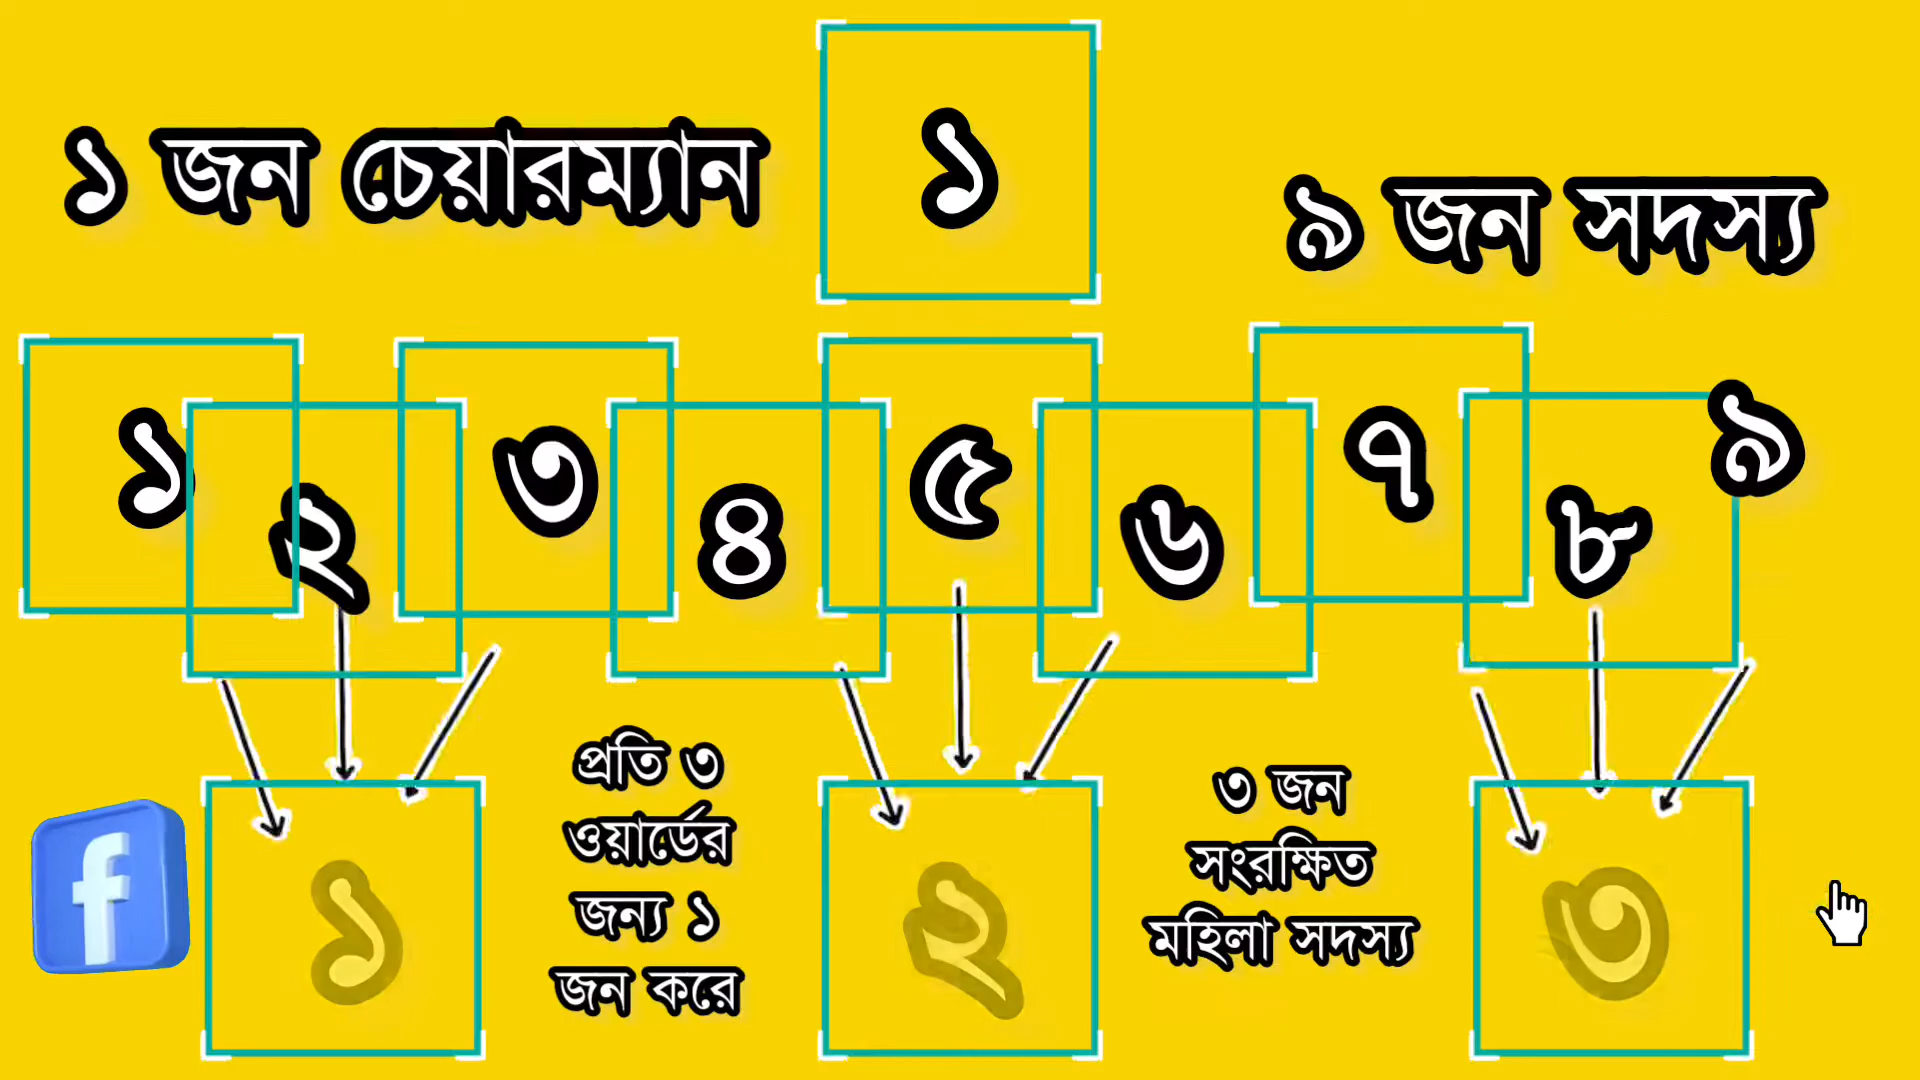 ১ জন চেয়ারম্যান
১
৯ জন সদস্য
১
২
৩
৪
৫
৬
৭
৮
৯
প্রতি ৩
ওয়ার্ডের
জন্য ১
জন করে
৩ জন
সংরক্ষিত
মহিলা সদস্য
f
১
২
৩